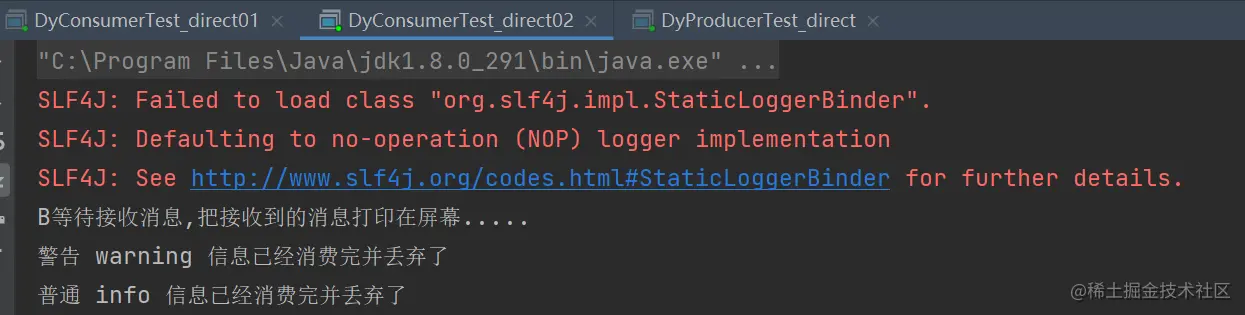 DyConsumerTest_direct01 × DyConsumerTest_direct02 × DyProducerTest_direct ×
"C:\Program Files\Java\jdk1.8.0_291\bin\java.exe" ...
SLF4J: Failed to load class "org.slf4j.impl.StaticLoggerBinder".
SLF4J: Defaulting to no-operation (NOP) logger implementation
SLF4J: See http://www.slf4j.org/codes.html#StaticLoggerBinder for further details.
B等待接收消息,把接收到的消息打印在屏幕.....
警告 warning 信息已经消费完并丢弃了
普通 info 信息已经消费完并丢弃了
@稀土掘金技术社区